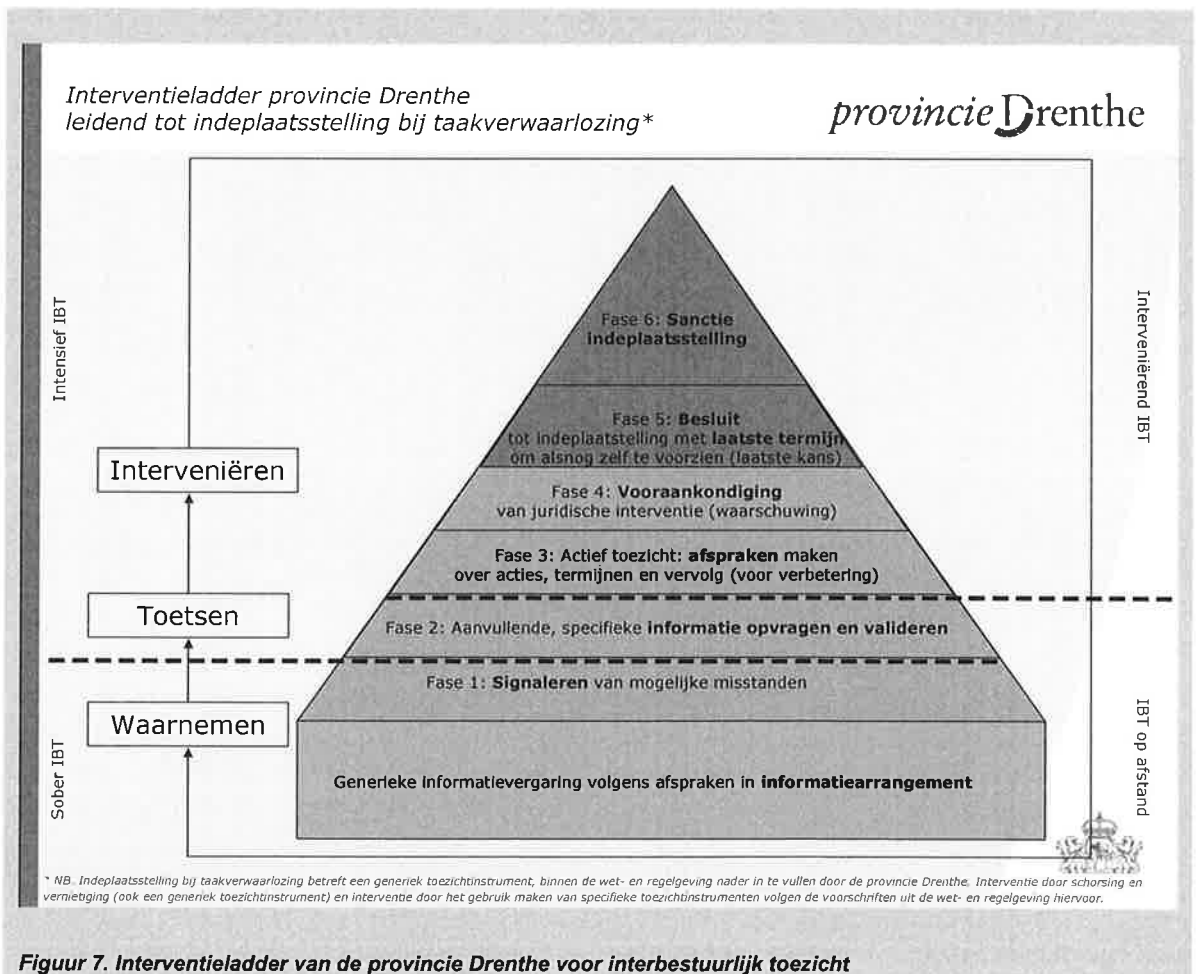 Interventieladder provincie Drenthe
leidend tot indeplaatsstelling bij taakverwaarlozing*
provincie Drenthe
Intensief IBT
Interveniërend IBT
Fase 6: Sanctie
indeplaatsstelling
Fase 5: Besluit
tot indeplaatstelling met laatste termijn
om alsnog zelf te voorzien (laatste kans)
Interveniëren
Fase 4: Vooraankondiging
van juridische interventie (waarschuwing)
Fase 3: Actief toezicht: afspraken maken
over acties, termijnen en vervolg (voor verbetering)
Toetsen
Fase 2: Aanvullende, specifieke informatie opvragen en valideren
Fase 1: Signaleren van mogelijke misstanden
Waarnemen
Sober IBT
IBT op afstand
Generieke informatievergaring volgens afspraken in informatiearrangement
* NB. Indeplaatsstelling bij taakverwaarlozing betreft een generiek toezichtinstrument, binnen de wet- en regelgeving nader in te vullen door de provincie Drenthe. Interventie door schorsing en
vernietiging (ook een generiek toezichtinstrument) en interventie door het gebruik maken van specifieke toezichtinstrumenten volgen de voorschriften uit de wet- en regelgeving hiervoor.
Figuur 7. Interventieladder van de provincie Drenthe voor interbestuurlijk toezicht